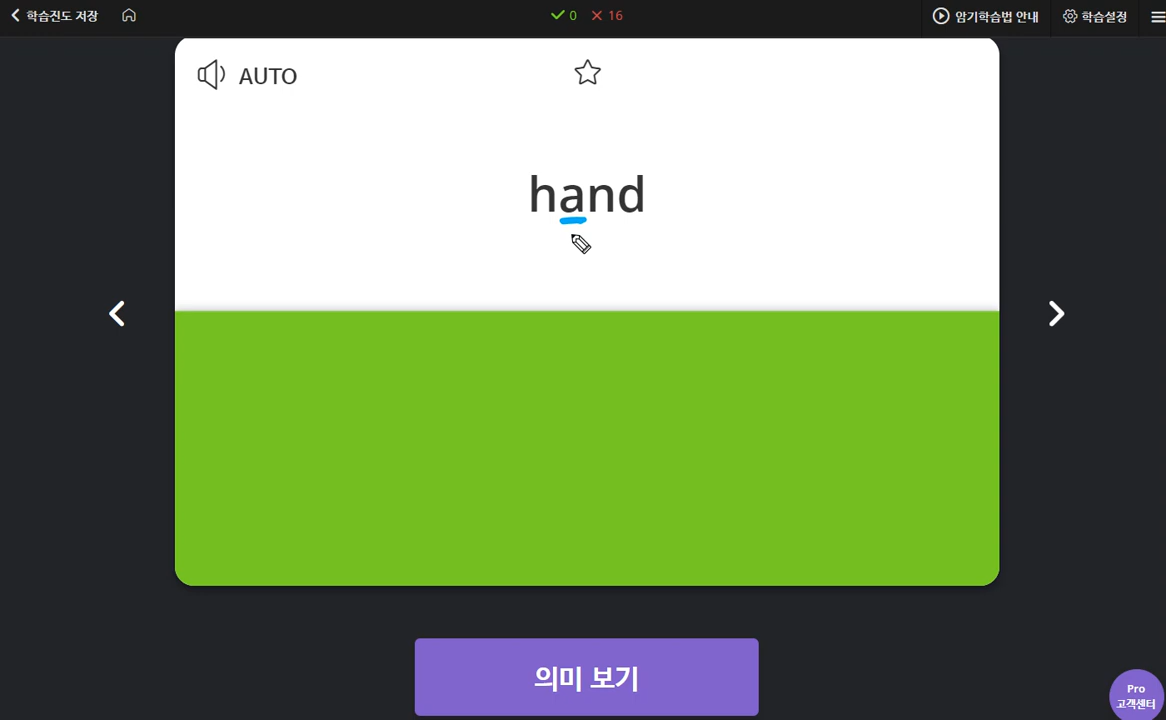 학습진도 저장
0 16
암기학습법 안내
학습설정
AUTO
hand
의미 보기
Pro
고객센터